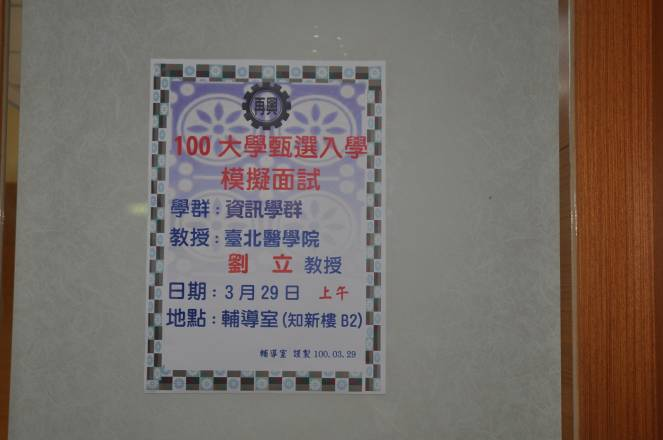 再興
100 大學甄選入學
模擬面試
學群：資訊學群
教授：臺北醫學院
劉 立 教授
日期：3 月 29 日 上午
地點：輔導室(知新樓 B2)
輔導室 謹製 100.03.29